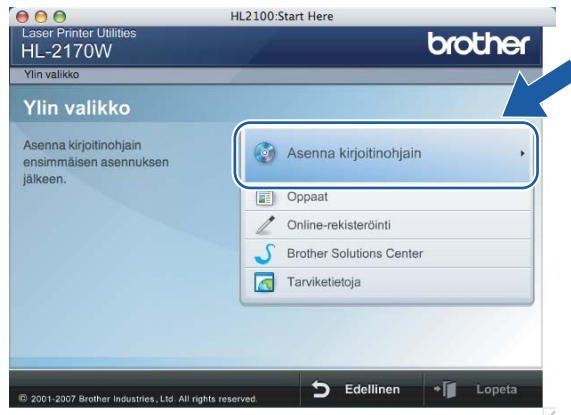 HL2100:Start Here
Laser Printer Utilities
HL-2170W
brother
Ylin valikko
Ylin valikko
Asenna kirjoitinohjain
ensimmäisen asennuksen
jälkeen.
Asenna kirjoitinohjain
Oppaat
Online-rekisteröinti
Brother Solutions Center
Tarviketietoja
© 2001-2007 Brother Industries, Ltd. All rights reserved.
Edellinen
Lopeta